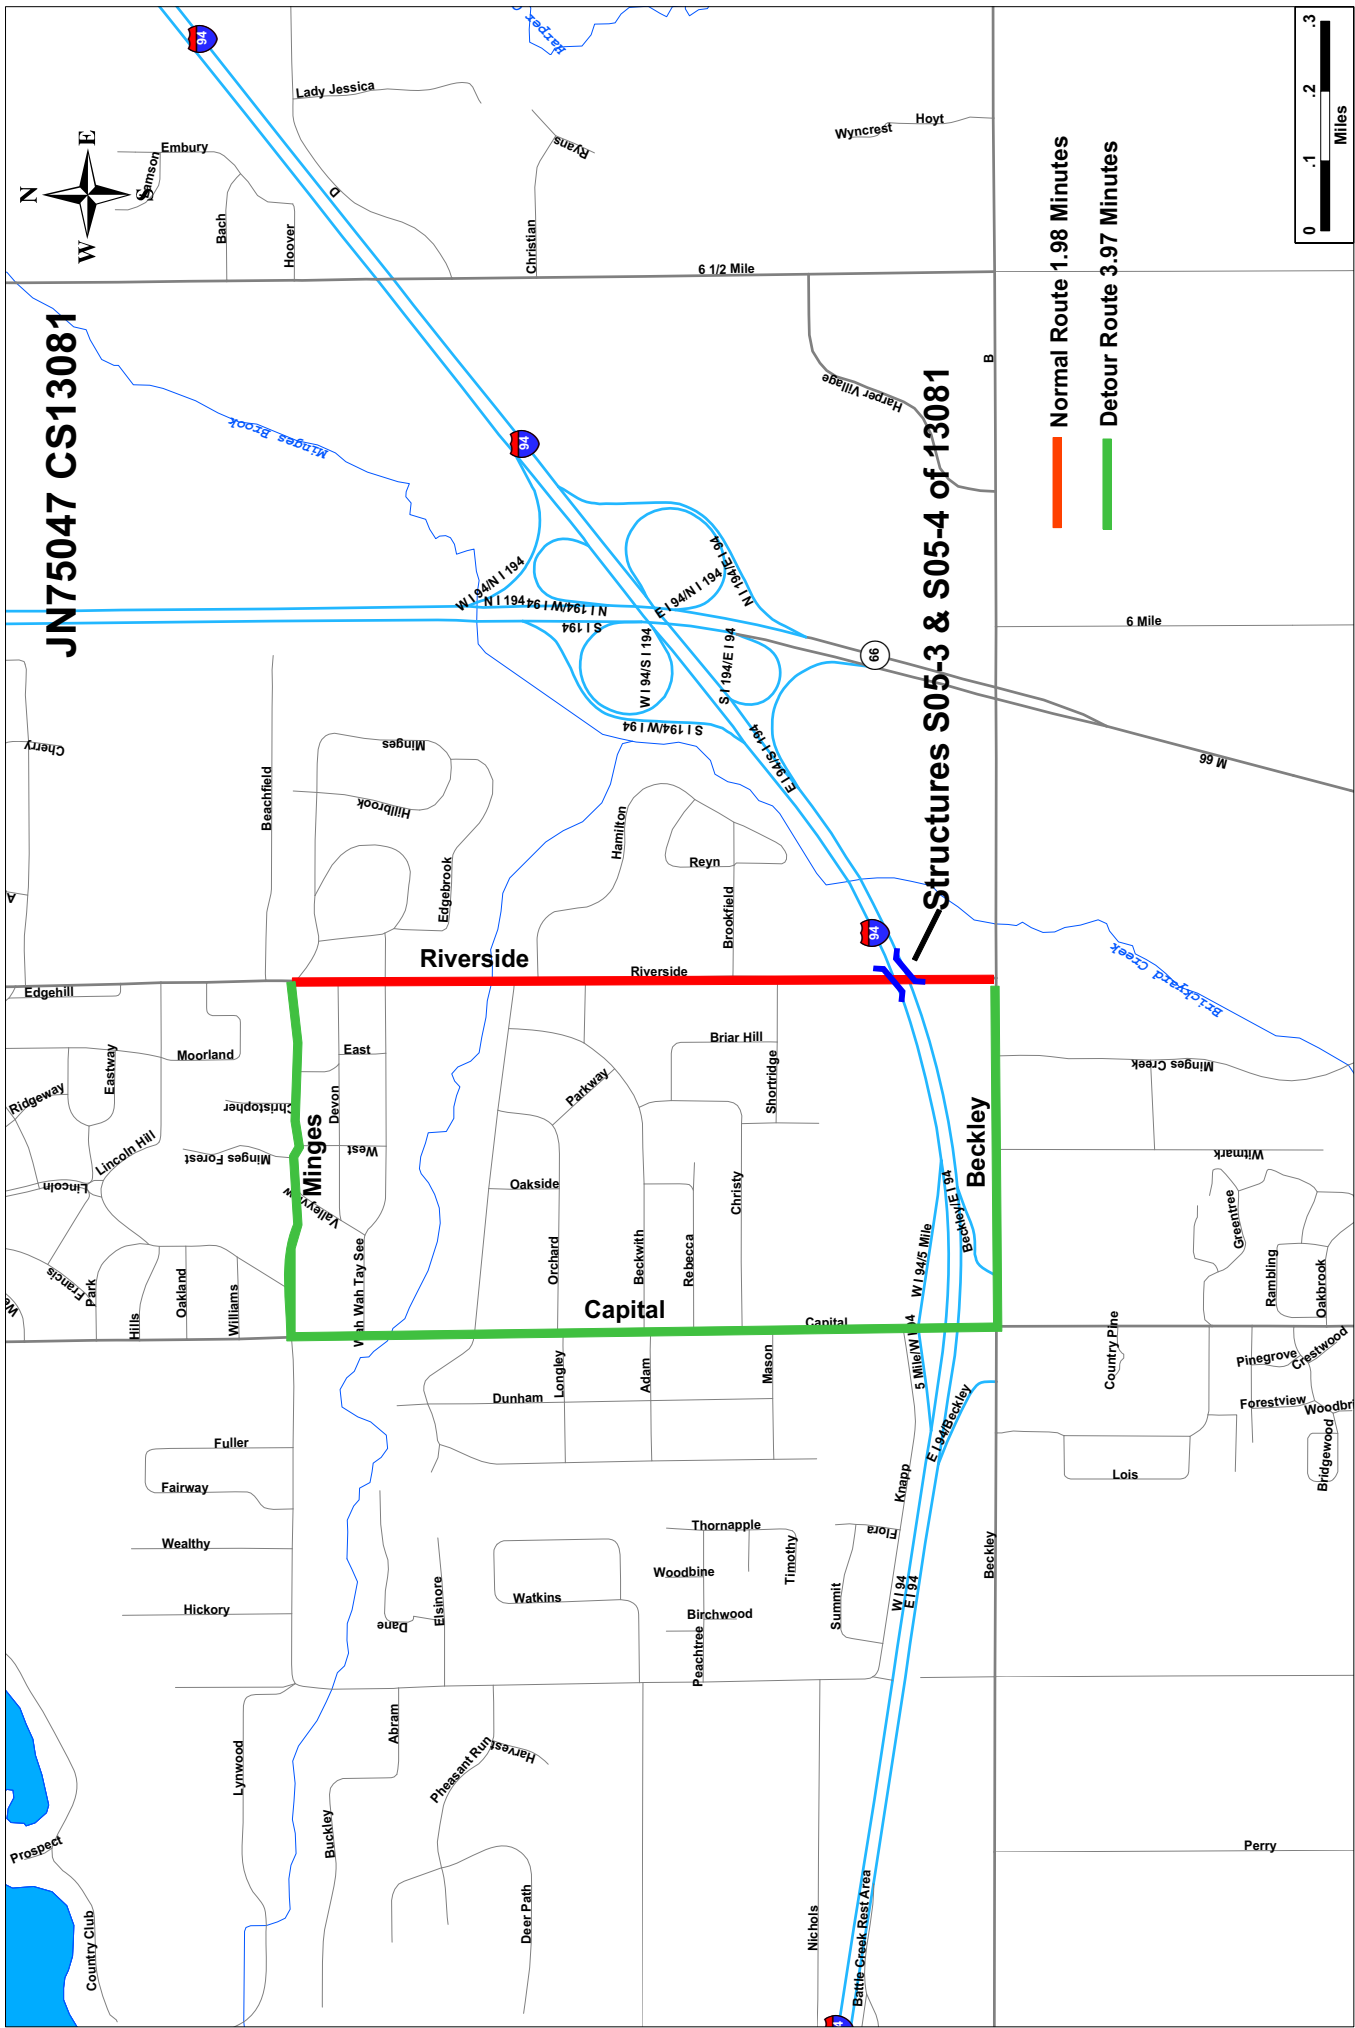 JN75047 CS13081
N
E
S
W
Samson
Embury
Bach
Hoover
Lady Jessica
D
Ryans
Christian
Wyncrest
Hoyt
6 1/2 Mile
Harper Village
B
94
94
94
Minges Brook
0
.1
.2
.3
Miles
Normal Route 1.98 Minutes
Detour Route 3.97 Minutes
Structures S05-3 & S05-4 of 13081
W I 94/N I 194
N I 194
N I 194/W I 94
S I 194
E I 94/N I 194
N I 194/E I 94
W I 94/S I 194
S I 194/E I 94
S I 194/W I 94
E I 94/S I 194
66
M 66
6 Mile
Cherry
A
Beachfield
Minges
Hillbrook
Edgebrook
Hamilton
Reyn
Brookfield
Riverside
Riverside
Brickyard Creek
Edgehill
Moorland
Eastway
Ridgeway
Lincoln Hill
Lincoln
Christopher
Minges Forest
Minges
East
Devon
West
Valleyview
Wah Wah Tay See
Francis
Park
Hills
Oakland
Williams
Parkway
Briar Hill
Shortridge
Oakside
Orchard
Beckwith
Rebecca
Christy
Capital
Capital
Beckley
W I 94/5 Mile
Beckley/E I 94
E I 94/Beckley
Minges Creek
Witmark
Greentree
Rambling
Oakbrook
Country Pine
Pinegrove
Crestwood
Forestview
Bridgewood
Lois
Longley
Adam
Mason
Dunham
Knapp
Flora
Fuller
Fairway
Wealthy
Hickory
Dane
Elsinore
Watkins
Thornapple
Woodbine
Timothy
Birchwood
Peachtree
Summit
W I 94
E I 94
Beckley
Lynwood
Abram
Buckley
Pheasant Run
Harvest
Deer Path
Nichols
Battle Creek Rest Area
Perry
Prospect
Country Club